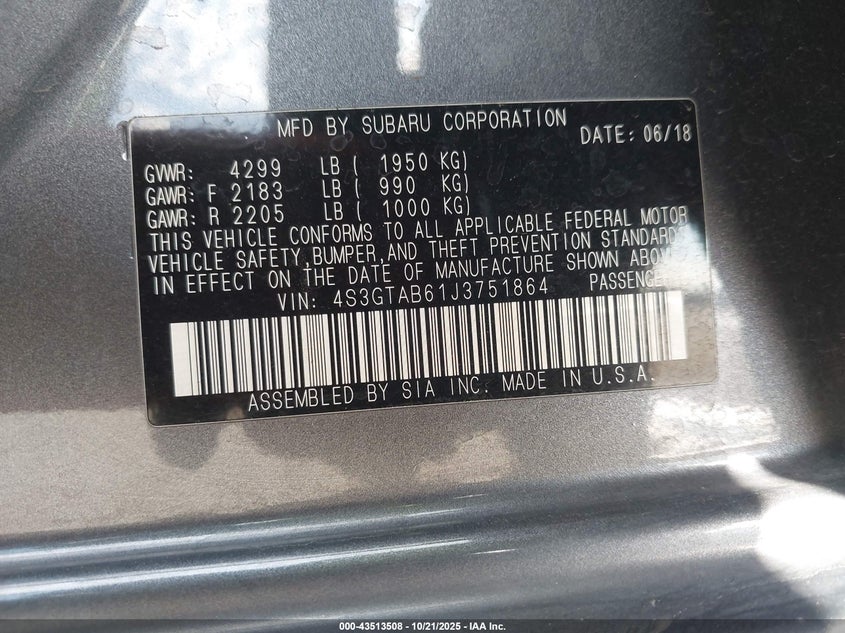 MFD BY SUBARU CORPORATION DATE: 06/18
GVWR: 4299 LB ( 1950 KG)
GAWR: F 2183 LB ( 990 KG)
GAWR: R 2205 LB ( 1000 KG)
THIS VEHICLE CONFORMS TO ALL APPLICABLE FEDERAL MOTOR
VEHICLE SAFETY,BUMPER,AND THEFT PREVENTION STANDARDS
IN EFFECT ON THE DATE OF MANUFACTURE SHOWN ABOVE
VIN: 4S3GTAB61J3751864 PASSENGER
ASSEMBLED BY SIA INC. MADE IN U.S.A.
000-43513508 - 10/21/2025 - IAA Inc.